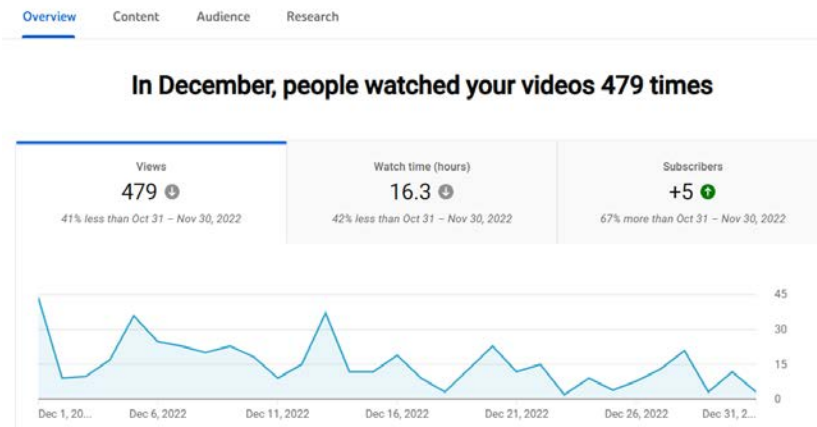 Overview Content Audience Research
In December, people watched your videos 479 times
Views Watch time (hours) Subscribers
479 16.3 +5
41% less than Oct 31 – Nov 30, 2022 42% less than Oct 31 – Nov 30, 2022 67% more than Oct 31 – Nov 30, 2022
45
30
15
0
Dec 1, 20... Dec 6, 2022 Dec 11, 2022 Dec 16, 2022 Dec 21, 2022 Dec 26, 2022 Dec 31, 2...